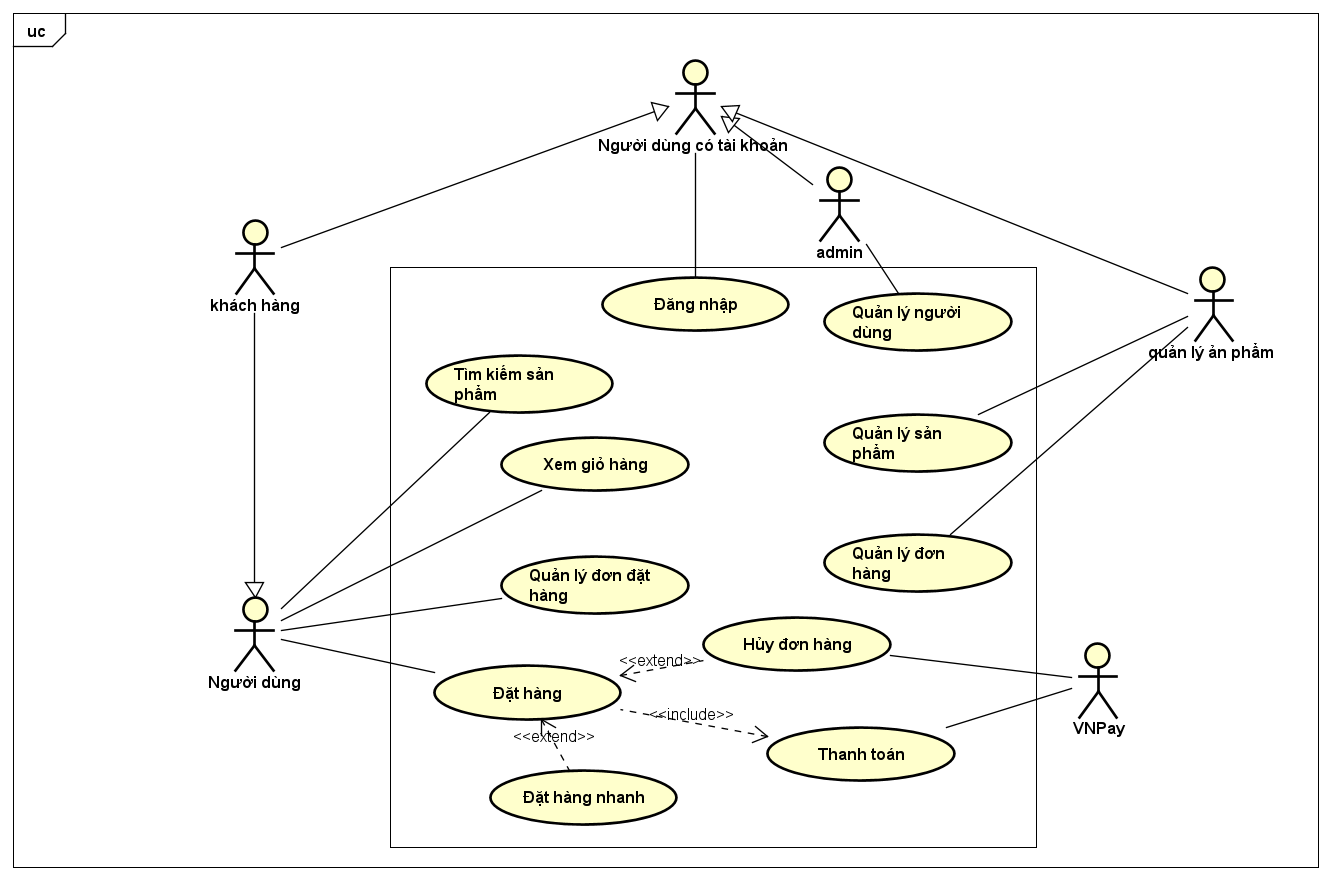 uc
Người dùng có tài khoản
admin
khách hàng
Đăng nhập
Quản lý người
dùng
quản lý ản phẩm
Tìm kiếm sản
phẩm
Quản lý sản
phẩm
Xem giỏ hàng
Quản lý đơn
hàng
Quản lý đơn đặt
hàng
Hủy đơn hàng
<<extend>>
Người dùng
Đặt hàng
<<include>>
VNPay
<<extend>>
Thanh toán
Đặt hàng nhanh